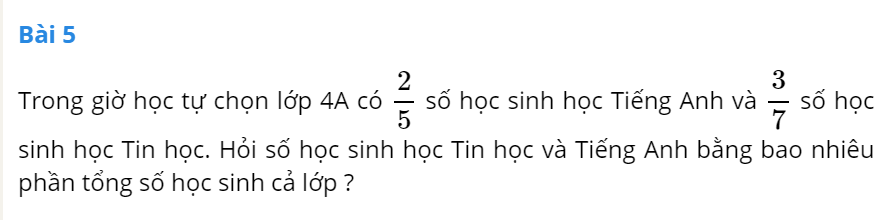 Bài 5
Trong giờ học tự chọn lớp 4A có 2/5 số học sinh học Tiếng Anh và 3/7 số học
sinh học Tin học. Hỏi số học sinh học Tin học và Tiếng Anh bằng bao nhiêu
phần tổng số học sinh cả lớp ?